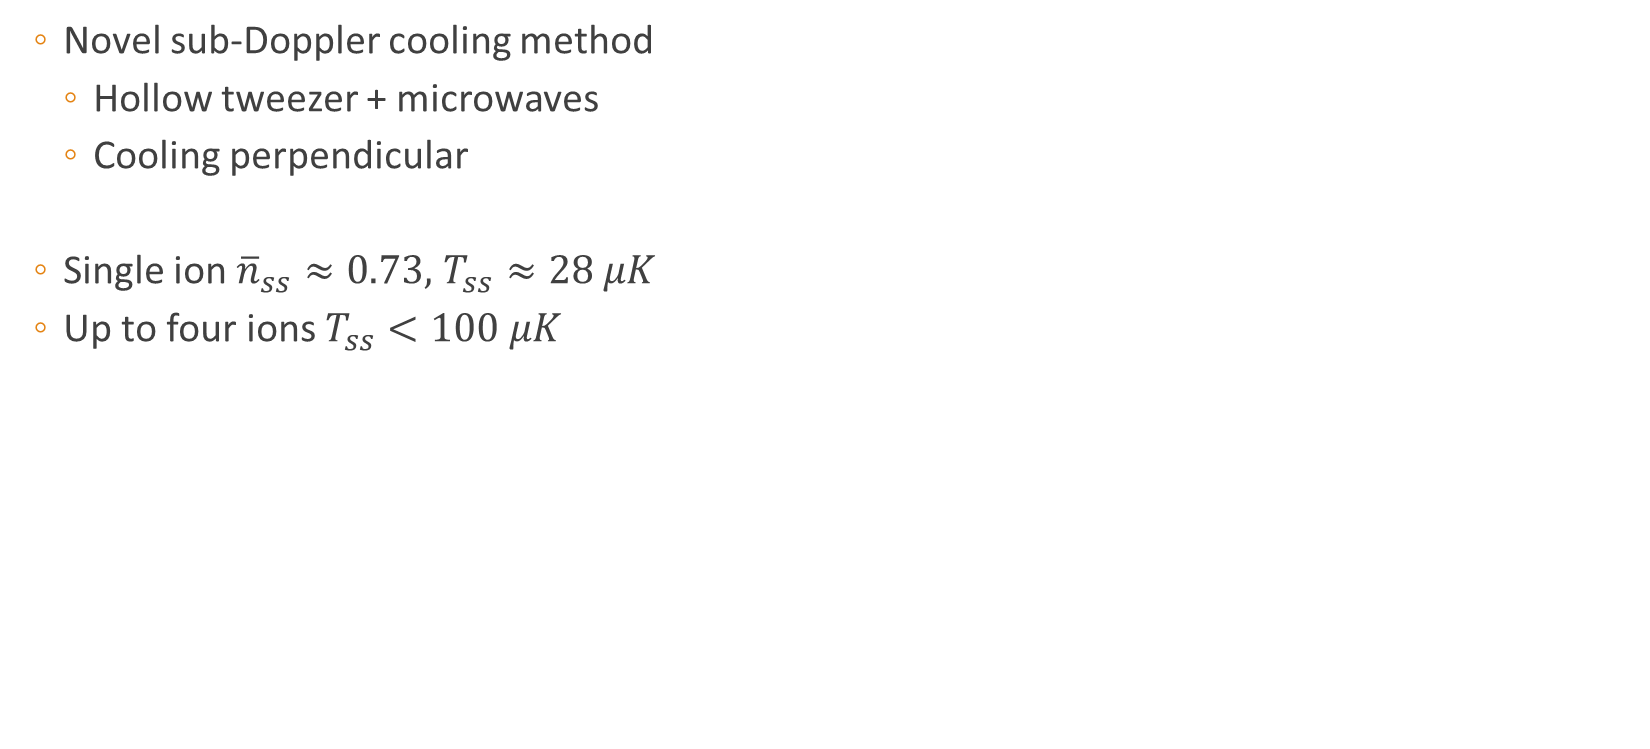 ◦ Novel sub-Doppler cooling method
◦ Hollow tweezer + microwaves
◦ Cooling perpendicular
◦ Single ion n̄ₛₛ ≈ 0.73, Tₛₛ ≈ 28 μK
◦ Up to four ions Tₛₛ < 100 μK